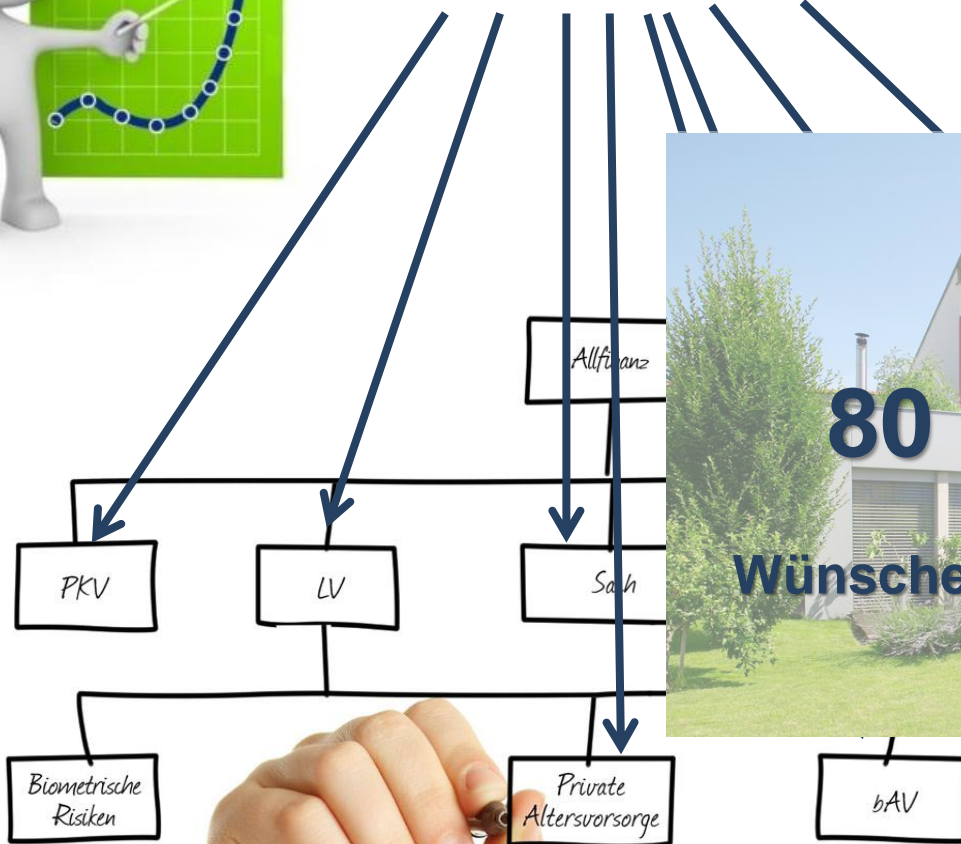 Allfinanz
80
PKV
LV
Sach
Wünsche
Biometrische
Risiken
Private
Altersvorsorge
bAV